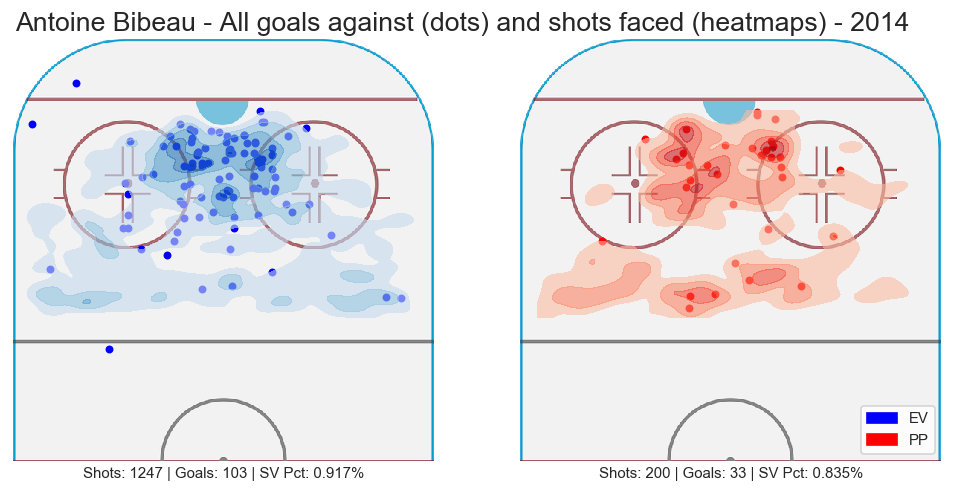 Antoine Bibeau - All goals against (dots) and shots faced (heatmaps) - 2014
EV
PP
Shots: 1247 | Goals: 103 | SV Pct: 0.917%
Shots: 200 | Goals: 33 | SV Pct: 0.835%